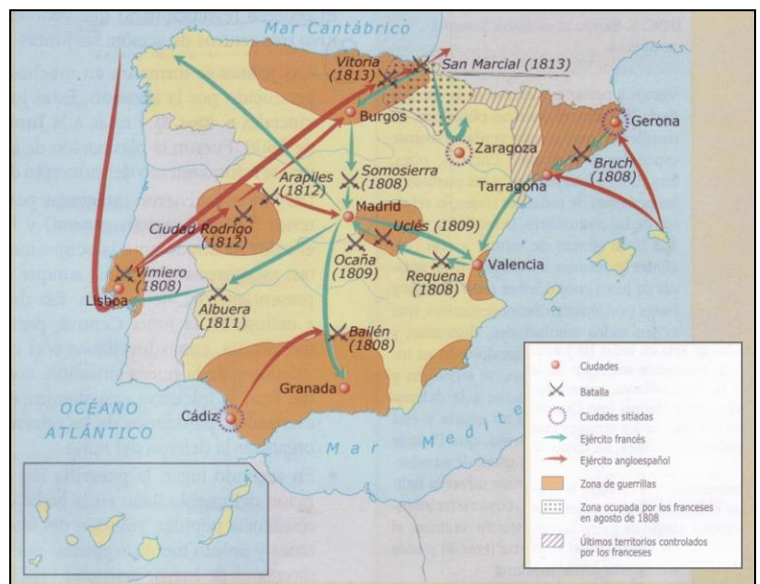 Mar Cantábrico
Vitoria
(1813)
San Marcial (1813)
Burgos
Gerona
Zaragoza
Bruch
(1808)
Tarragona
Arapiles
(1812)
Somosierra
(1808)
Madrid
Ciudad Rodrigo
(1812)
Uclés (1809)
Ocaña
(1809)
Requena
(1808)
Valencia
Vimiero
(1808)
Lisboa
Albuera
(1811)
Bailén
(1808)
Granada
Cádiz
OCÉANO
ATLÁNTICO
Mar Medite
Ciudades
Batalla
Ciudades sitiadas
Ejército francés
Ejército angloespañol
Zona de guerrillas
Zona ocupada por los franceses
en agosto de 1808
Últimos territorios controlados
por los franceses